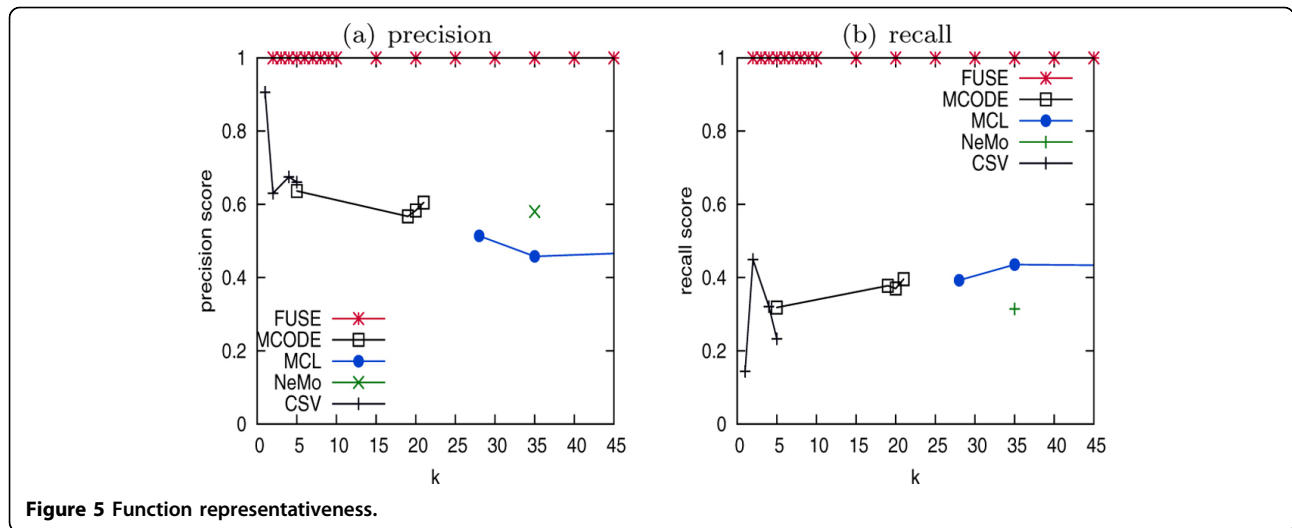 (a) precision
1
0.8
0.6
0.4
0.2
0
precision score
FUSE
MCODE
MCL
NeMo
CSV
0 5 10 15 20 25 30 35 40 45
k
(b) recall
1
0.8
0.6
0.4
0.2
0
recall score
FUSE
MCODE
MCL
NeMo
CSV
0 5 10 15 20 25 30 35 40 45
k
Figure 5 Function representativeness.